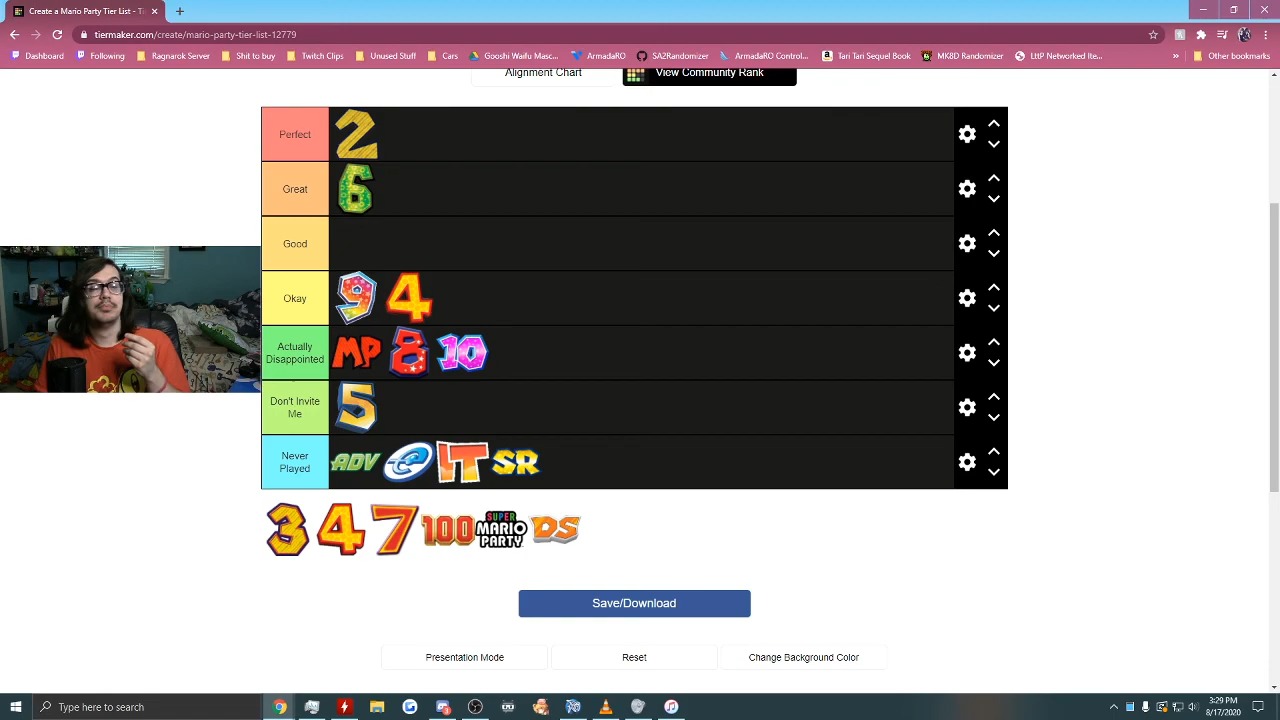 Create a Mario Party Tier List - Ti
tiermaker.com/create/mario-party-tier-list-12779
Dashboard Following Ragnarok Server Shit to buy Twitch Clips Unused Stuff Cars Gooshi Waifu Masc... ArmadaRO SA2Randomizer ArmadaRO Control... Tari Tari Sequel Book MK8D Randomizer LttP Networked Ite... » Other bookmarks
Alignment Chart View Community Rank
Perfect 2
Great 6
Good
Okay 9 4
Actually
Disappointed MP 8 10
Don't Invite
Me 5
Never
Played ADV e IT SR
3 4 7 100 SUPER MARIO PARTY DS
Save/Download
Presentation Mode Reset Change Background Color
Type here to search
3:29 PM
8/17/2020